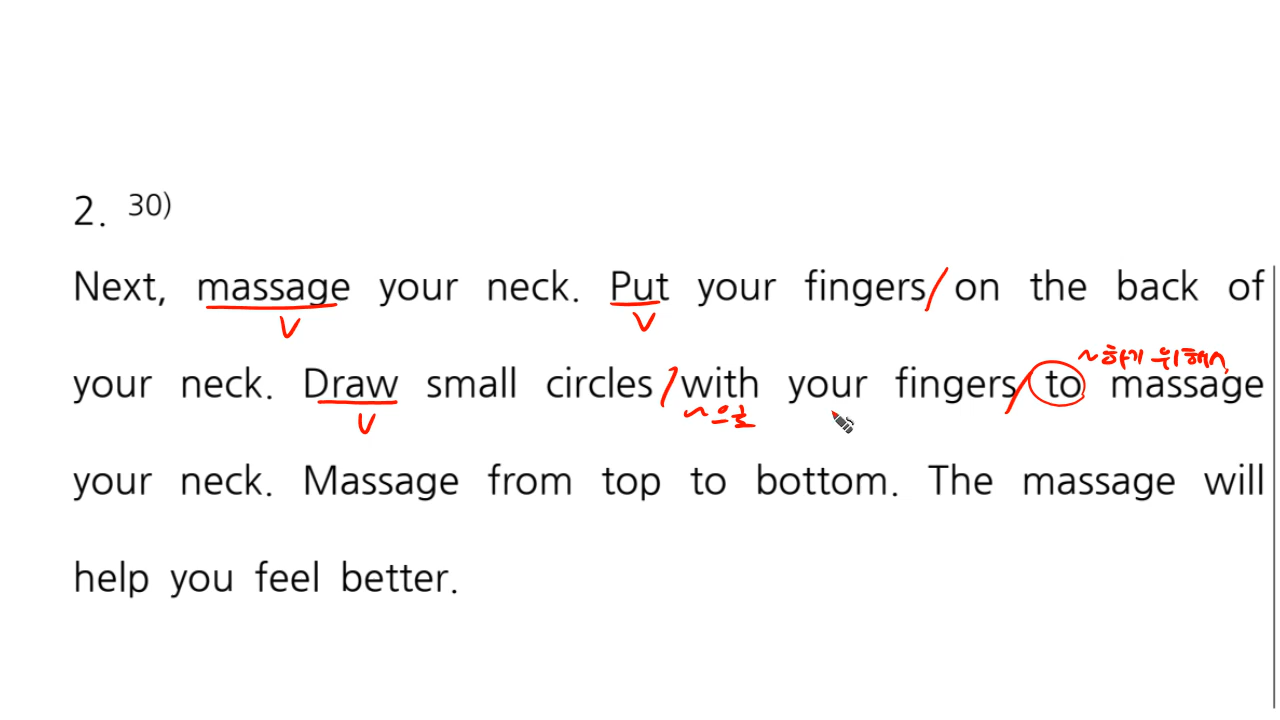 2. 30)
Next, massage your neck. Put your fingers / on the back of
V V
~하기 위해서
your neck. Draw small circles / with your fingers / to massage
V ~으로
your neck. Massage from top to bottom. The massage will
help you feel better.